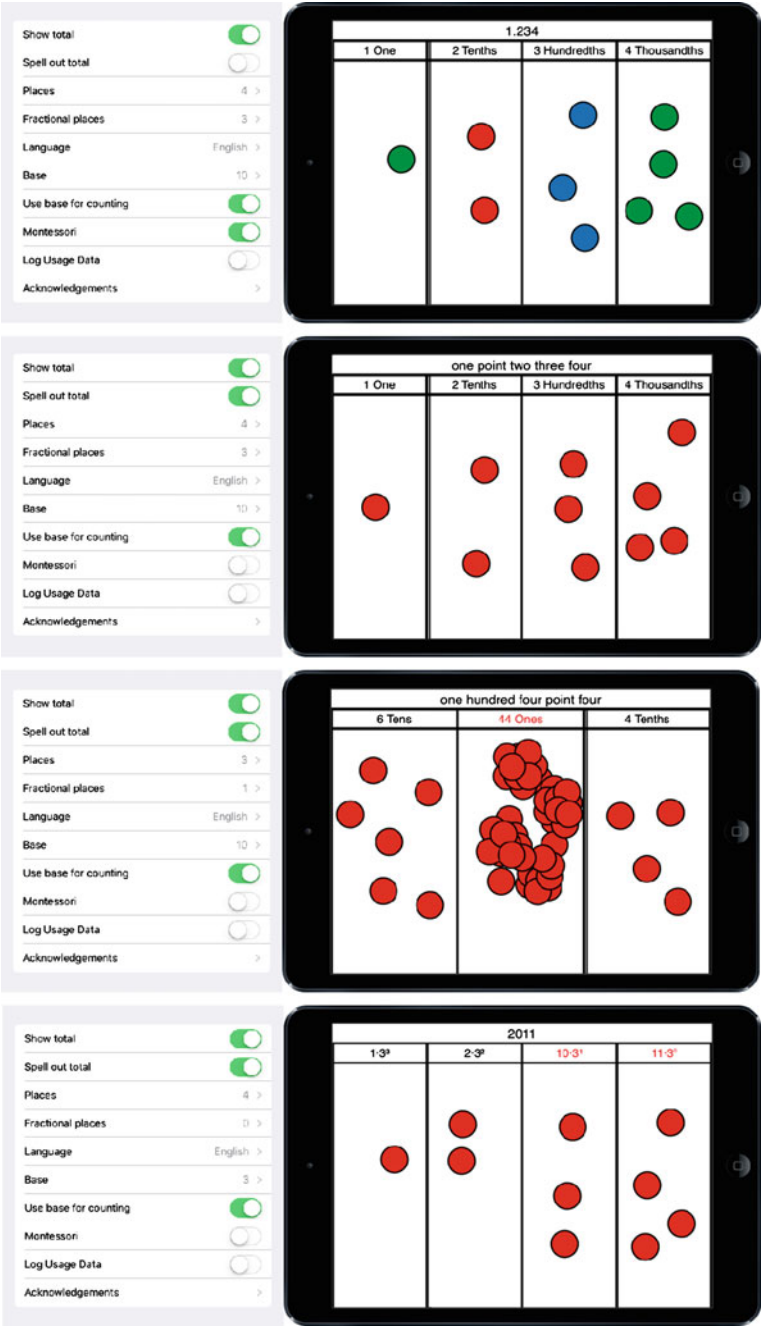 Show total
Spell out total
Places 4 >
Fractional places 3 >
Language English >
Base 10 >
Use base for counting
Montessori
Log Usage Data
Acknowledgements >
1.234
1 One 2 Tenths 3 Hundredths 4 Thousandths
Show total
Spell out total
Places 4 >
Fractional places 3 >
Language English >
Base 10 >
Use base for counting
Montessori
Log Usage Data
Acknowledgements >
one point two three four
1 One 2 Tenths 3 Hundredths 4 Thousandths
Show total
Spell out total
Places 3 >
Fractional places 1 >
Language English >
Base 10 >
Use base for counting
Montessori
Log Usage Data
Acknowledgements >
one hundred four point four
6 Tens 44 Ones 4 Tenths
Show total
Spell out total
Places 4 >
Fractional places 0 >
Language English >
Base 3 >
Use base for counting
Montessori
Log Usage Data
Acknowledgements >
2011
1·3³ 2·3² 10·3¹ 11·3⁰